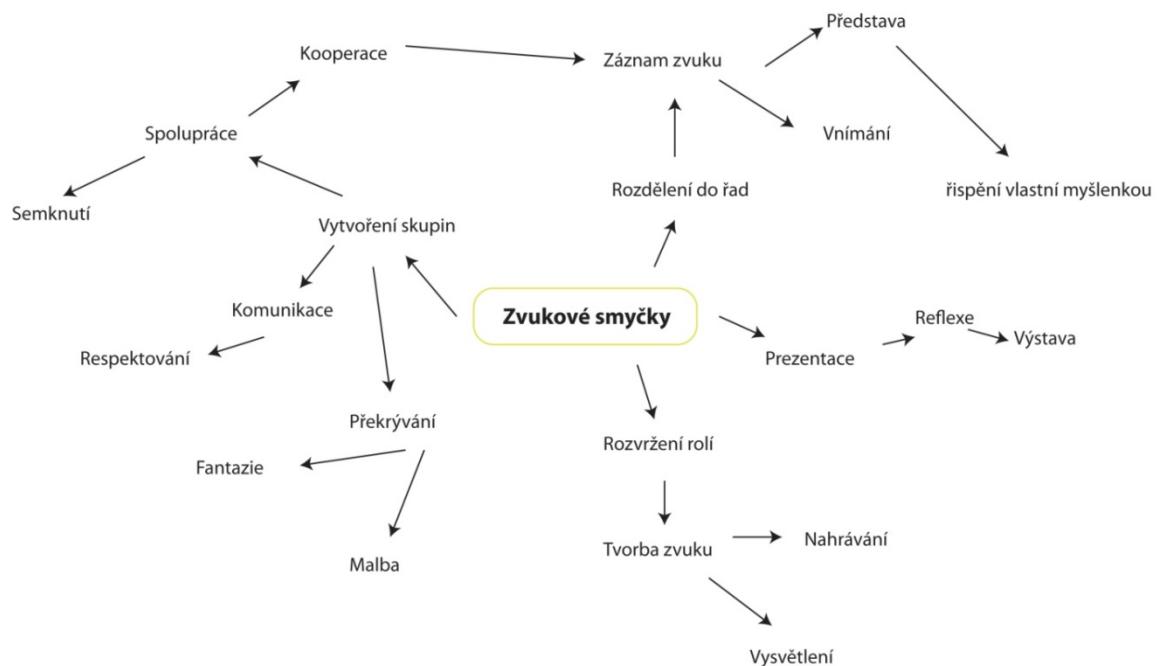 Představa
Kooperace
Záznam zvuku
Spolupráce
Vnímání
Rozdělení do řad
řispění vlastní myšlenkou
Semknutí
Vytvoření skupin
Komunikace
Zvukové smyčky
Reflexe
Výstava
Respektování
Prezentace
Překrývání
Rozvržení rolí
Fantazie
Nahrávání
Tvorba zvuku
Malba
Vysvětlení